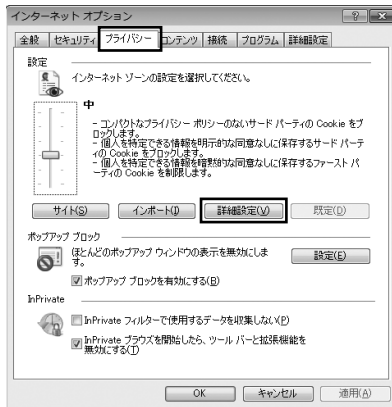 インターネット オプション
全般 セキュリティ プライバシー コンテンツ 接続 プログラム 詳細設定
設定
インターネット ゾーンの設定を選択してください。
中
- コンパクトなプライバシー ポリシーのないサード パーティの Cookie をブ
ロックします。
- 個人を特定できる情報を明示的な同意なしに保存するサード パーテ
ィの Cookie をブロックします。
- 個人を特定できる情報を暗黙的な同意なしに保存するファースト パ
ーティの Cookie を制限します。
サイト(S) インポート(I) 詳細設定(V) 既定(D)
ポップアップ ブロック
ほとんどのポップアップ ウィンドウの表示を無効にしま
す。
設定(E)
ポップアップ ブロックを有効にする(B)
InPrivate
InPrivate フィルターで使用するデータを収集しない(P)
InPrivate ブラウズを開始したら、ツール バーと拡張機能を
無効にする(T)
OK キャンセル 適用(A)